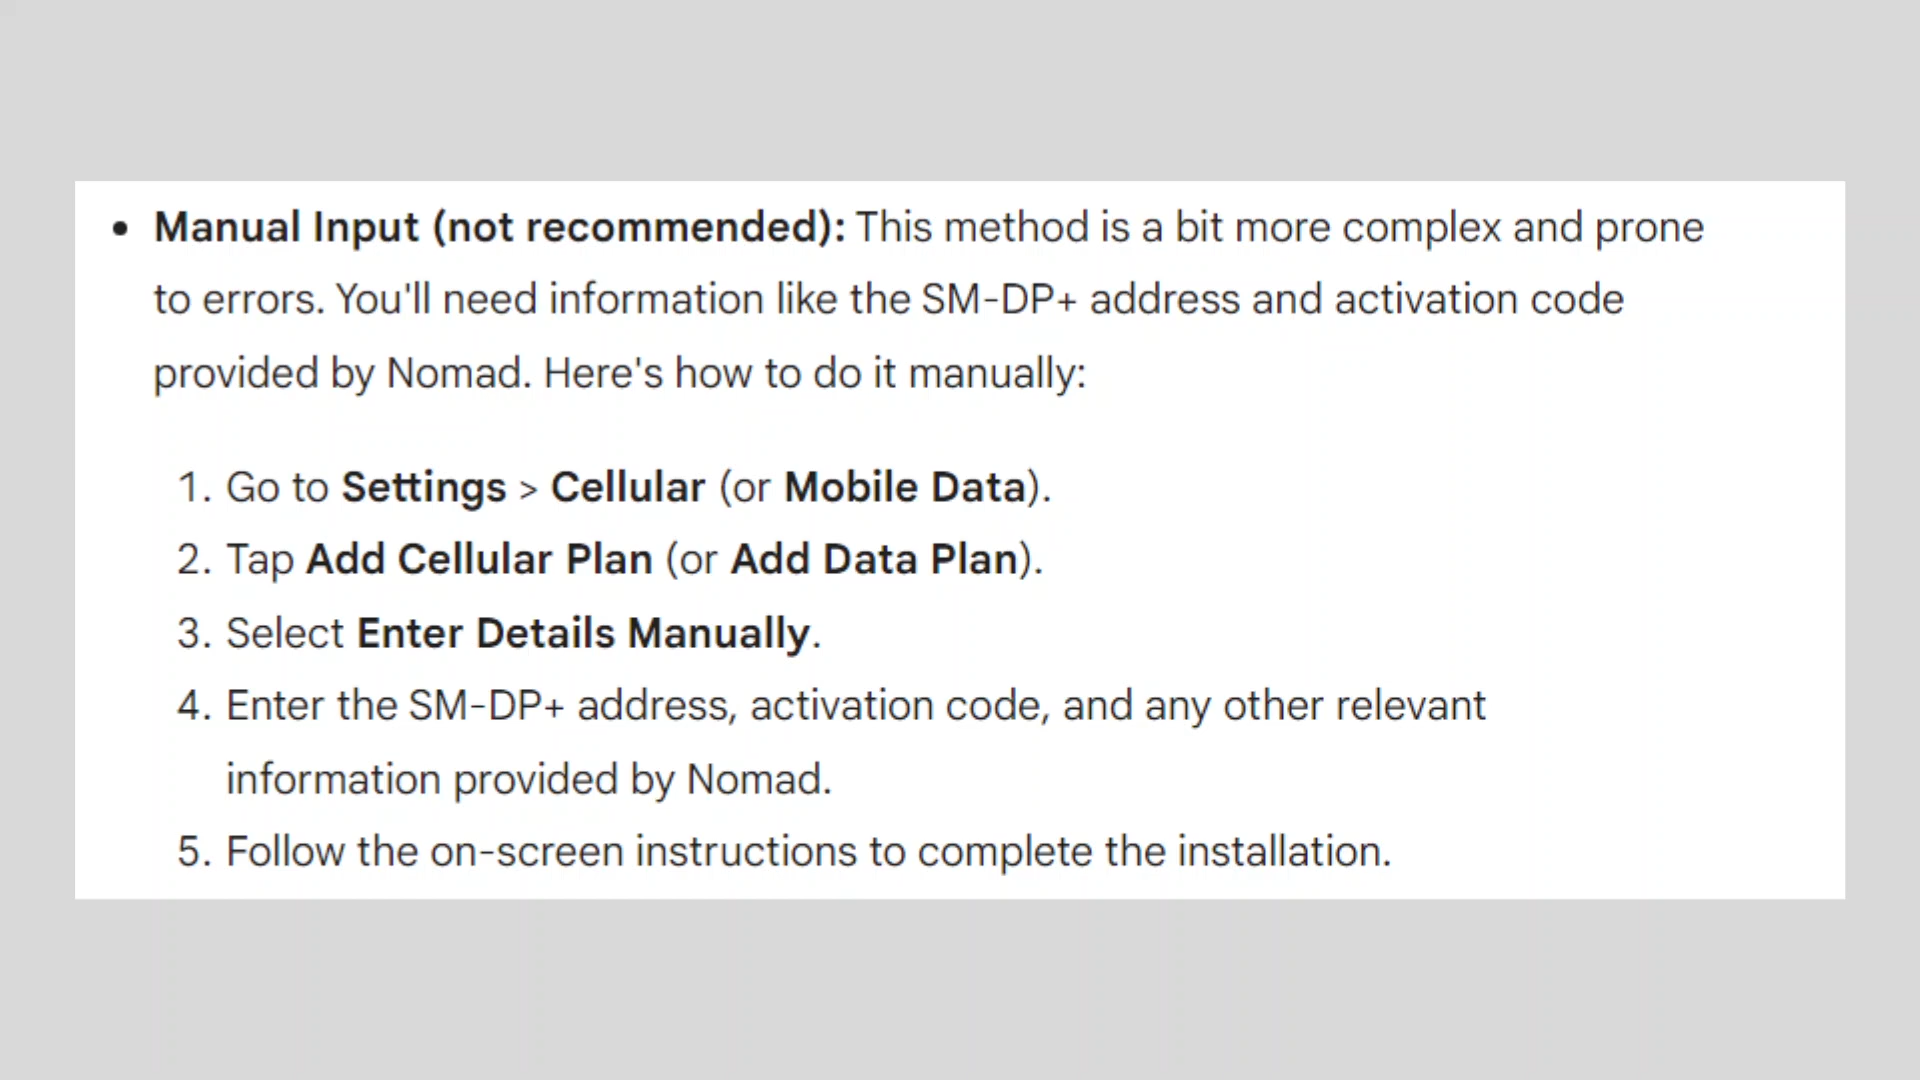 • Manual Input (not recommended): This method is a bit more complex and prone
to errors. You'll need information like the SM-DP+ address and activation code
provided by Nomad. Here's how to do it manually:
1. Go to Settings > Cellular (or Mobile Data).
2. Tap Add Cellular Plan (or Add Data Plan).
3. Select Enter Details Manually.
4. Enter the SM-DP+ address, activation code, and any other relevant
information provided by Nomad.
5. Follow the on-screen instructions to complete the installation.